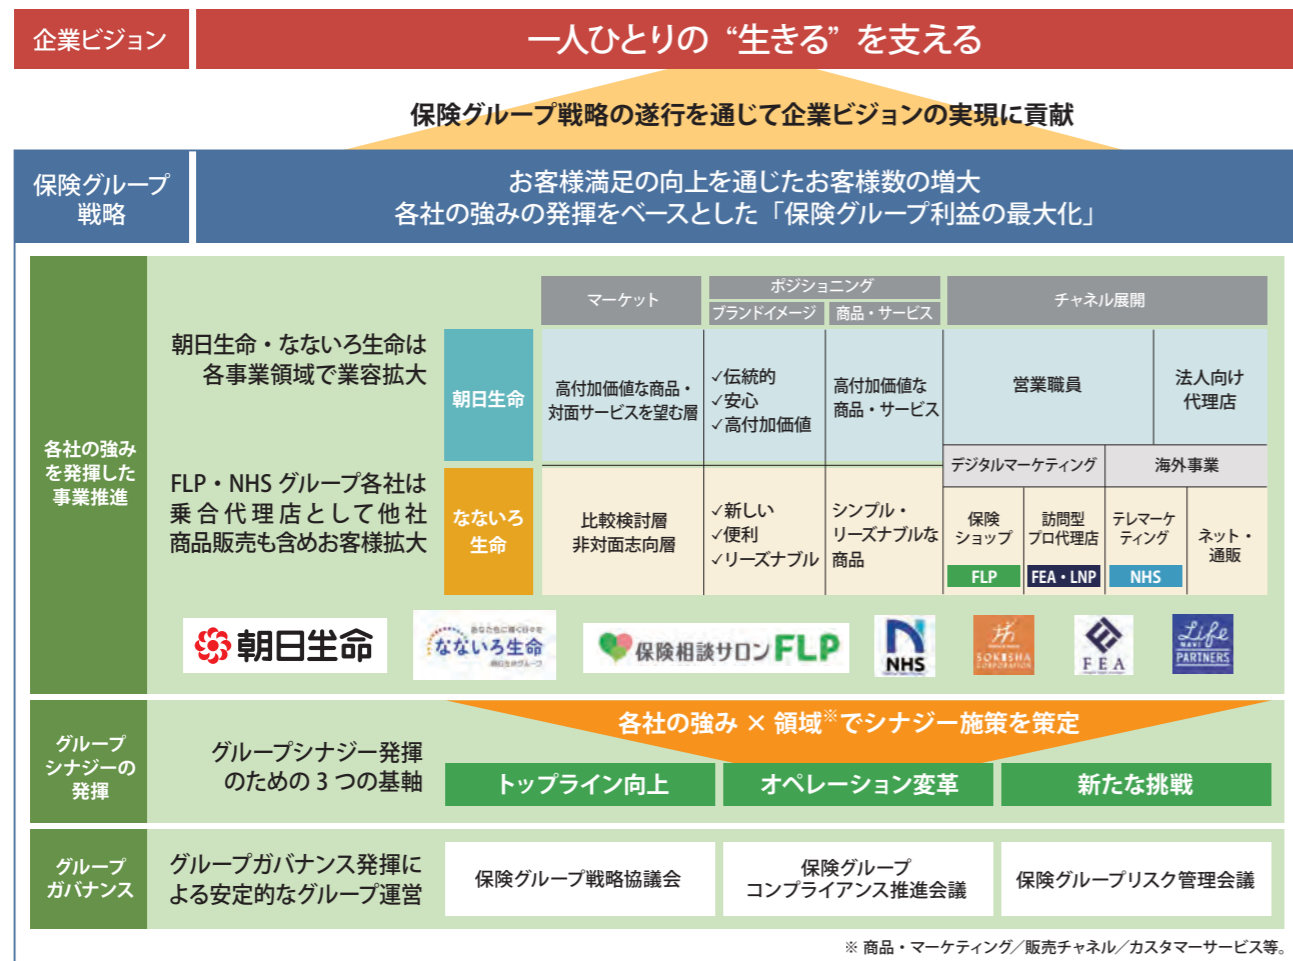 企業ビジョン
一人ひとりの“生きる”を支える
保険グループ戦略の遂行を通じて企業ビジョンの実現に貢献
保険グループ
戦略
お客様満足の向上を通じたお客様数の増大
各社の強みの発揮をベースとした「保険グループ利益の最大化」
各社の強み
を発揮した
事業推進
朝日生命・なないろ生命は
各事業領域で業容拡大
FLP・NHS グループ各社は
乗合代理店として他社
商品販売も含めお客様拡大
マーケット
ポジショニング
ブランドイメージ
商品・サービス
チャネル展開
朝日生命
高付加価値な商品・
対面サービスを望む層
✓伝統的
✓安心
✓高付加価値
高付加価値な
商品・サービス
営業職員
法人向け
代理店
デジタルマーケティング
海外事業
なないろ
生命
比較検討層
非対面志向層
✓新しい
✓便利
✓リーズナブル
シンプル・
リーズナブルな
商品
保険
ショップ
FLP
訪問型
プロ代理店
FEA・LNP
テレマーケ
ティング
NHS
ネット・
通販
朝日生命
あなた色に輝く日々を
なないろ生命
朝日生命グループ
保険相談サロンFLP
NHS
SOKISHA
CORPORATION
FEA
Life
NAVI
PARTNERS
グループ
シナジーの
発揮
グループシナジー発揮
のための 3 つの基軸
各社の強み × 領域※でシナジー施策を策定
トップライン向上
オペレーション変革
新たな挑戦
グループ
ガバナンス
グループガバナンス発揮に
よる安定的なグループ運営
保険グループ戦略協議会
保険グループ
コンプライアンス推進会議
保険グループリスク管理会議
※ 商品・マーケティング／販売チャネル／カスタマーサービス等。